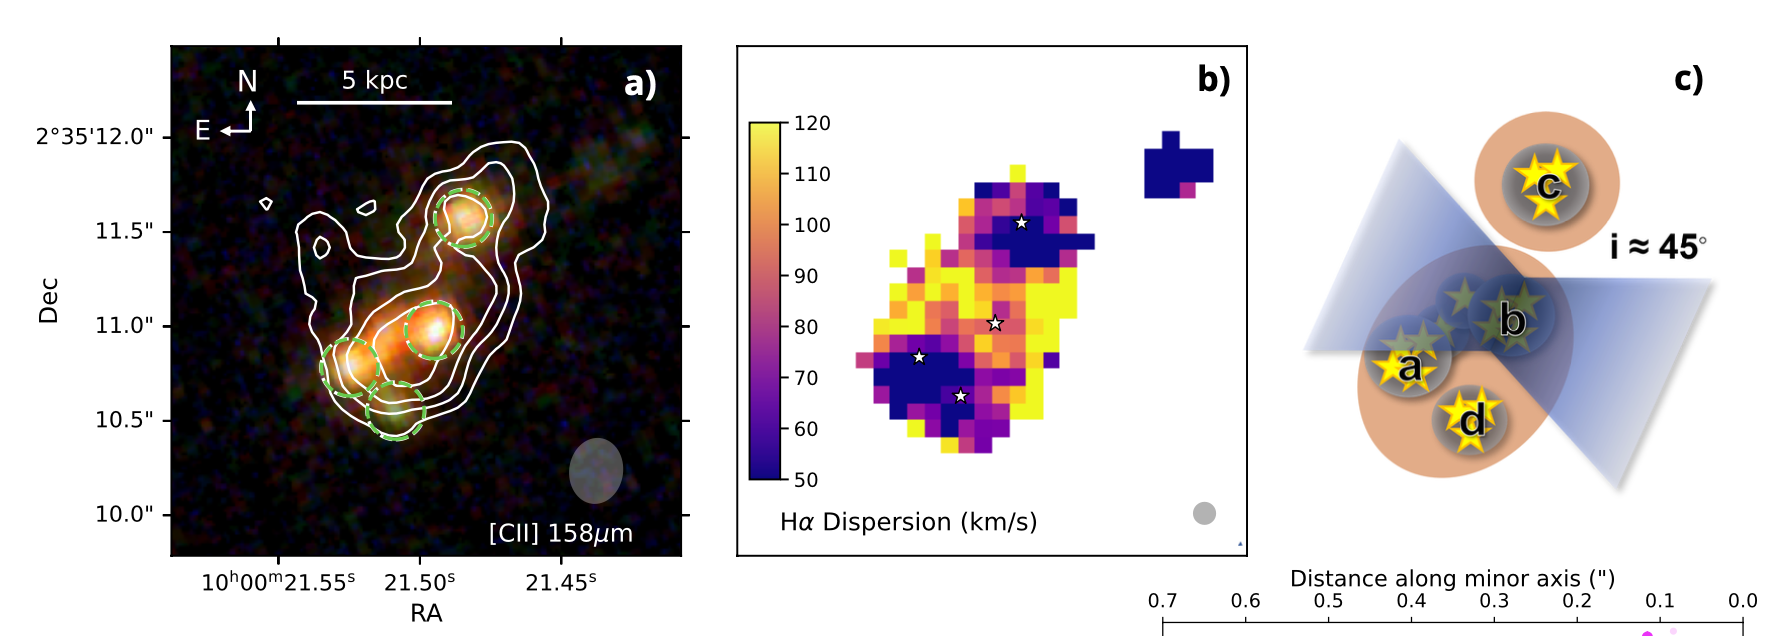 a)
N
5 kpc
E
2°35'12.0"
11.5"
11.0"
10.5"
10.0"
Dec
[CII] 158μm
10ʰ00ᵐ21.55ˢ
21.50ˢ
21.45ˢ
RA
b)
120
110
100
90
80
70
60
50
Hα Dispersion (km/s)
c)
c
i ≈ 45°
b
a
d
Distance along minor axis (")
0.7 0.6 0.5 0.4 0.3 0.2 0.1 0.0